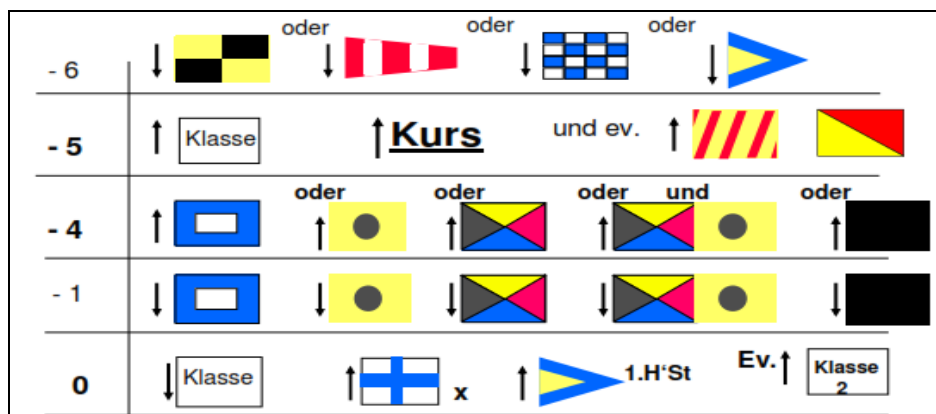 oder oder oder
- 6
- 5 Klasse Kurs und ev.
oder oder oder und oder
- 4
- 1
0 Klasse x 1.H'St Ev. Klasse
2